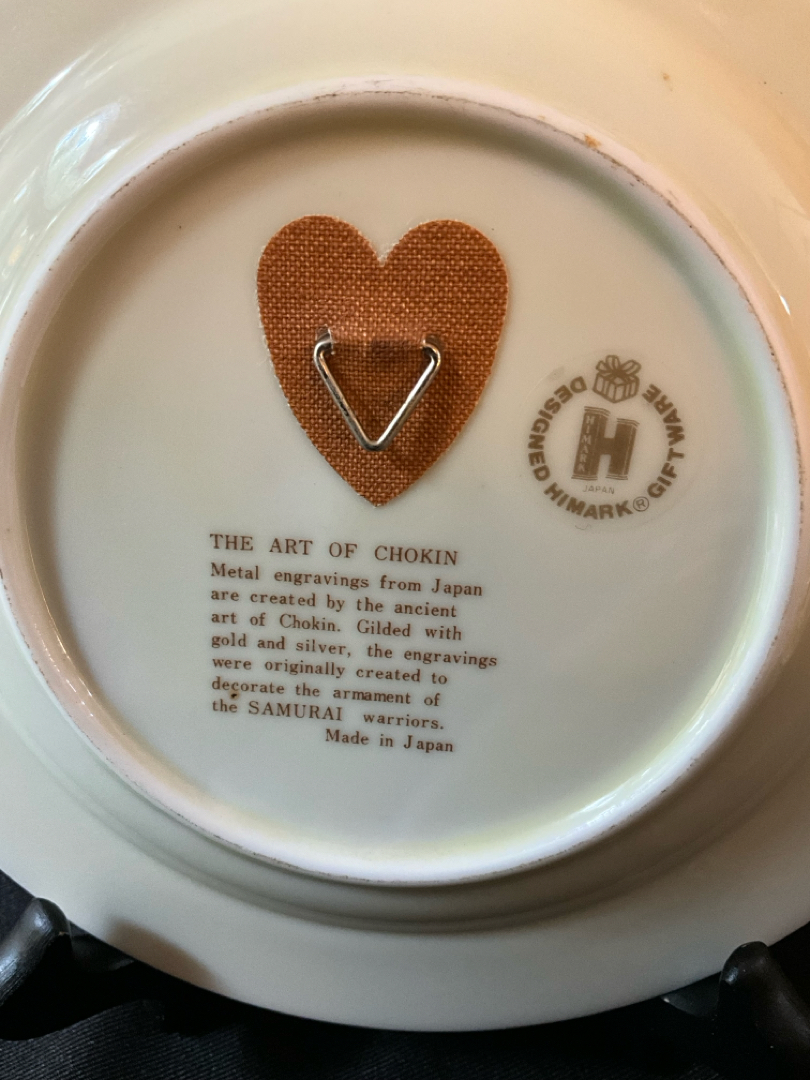 THE ART OF CHOKIN
Metal engravings from Japan
are created by the ancient
art of Chokin. Gilded with
gold and silver, the engravings
were originally created to
decorate the armament of
the SAMURAI warriors.
Made in Japan
DESIGNED HIMARK® GIFTWARE
HIMARK
H
JAPAN